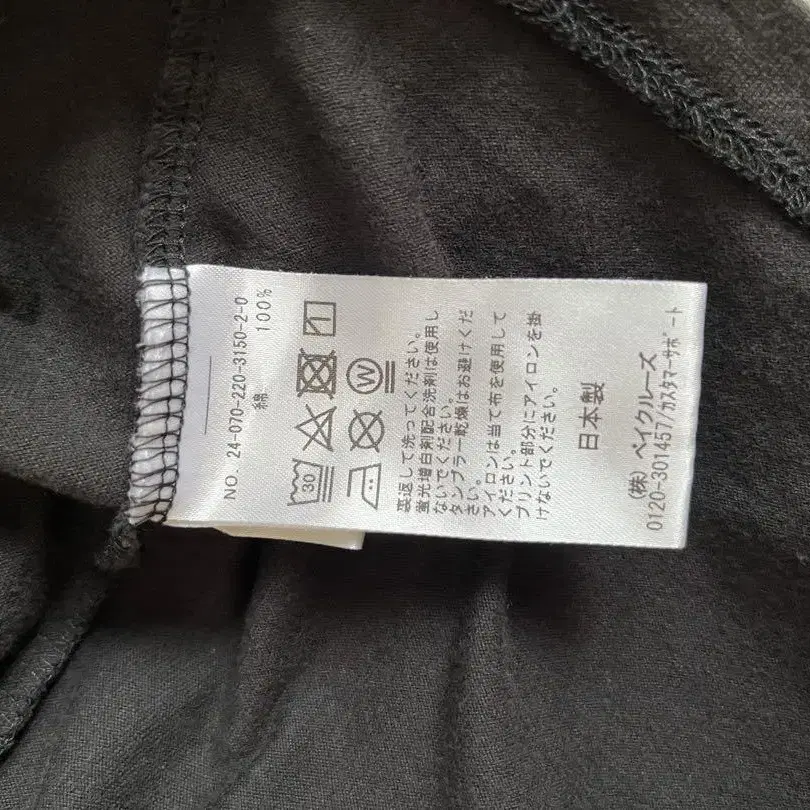 NO. 24-070-220-3150-2-0
綿 100%
30
W
裏返して洗ってください。
蛍光増白剤配合洗剤は使用し
ないでください。
タンブラー乾燥はお避けくだ
さい。
アイロンは当て布を使用して
ください。
プリント部分にアイロンを掛
けないでください。
日本製
(株) ベイクルーズ
0120-301457/カスタマーサポート